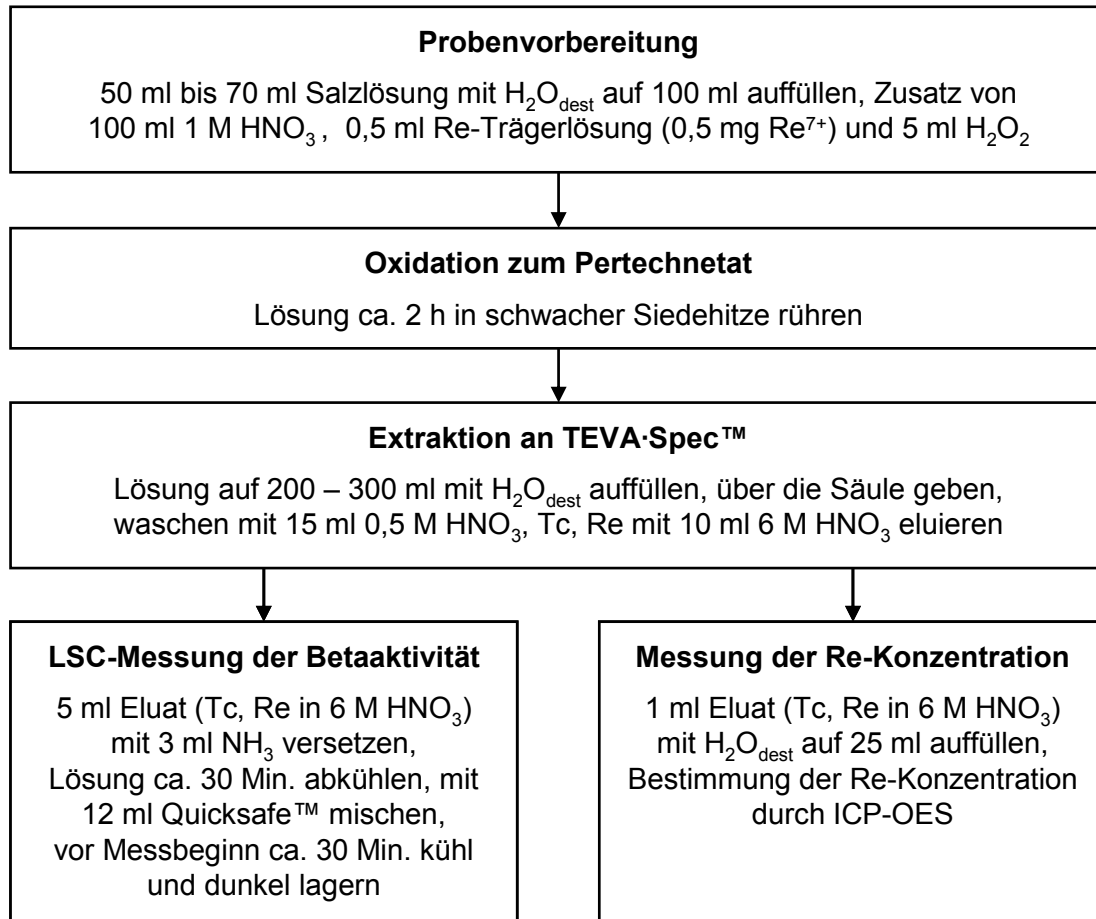 Probenvorbereitung
50 ml bis 70 ml Salzlösung mit H₂O_dest auf 100 ml auffüllen, Zusatz von
100 ml 1 M HNO₃ , 0,5 ml Re-Trägerlösung (0,5 mg Re⁷⁺) und 5 ml H₂O₂
Oxidation zum Pertechnetat
Lösung ca. 2 h in schwacher Siedehitze rühren
Extraktion an TEVA·Spec™
Lösung auf 200 – 300 ml mit H₂O_dest auffüllen, über die Säule geben,
waschen mit 15 ml 0,5 M HNO₃, Tc, Re mit 10 ml 6 M HNO₃ eluieren
LSC-Messung der Betaaktivität
5 ml Eluat (Tc, Re in 6 M HNO₃)
mit 3 ml NH₃ versetzen,
Lösung ca. 30 Min. abkühlen, mit
12 ml Quicksafe™ mischen,
vor Messbeginn ca. 30 Min. kühl
und dunkel lagern
Messung der Re-Konzentration
1 ml Eluat (Tc, Re in 6 M HNO₃)
mit H₂O_dest auf 25 ml auffüllen,
Bestimmung der Re-Konzentration
durch ICP-OES